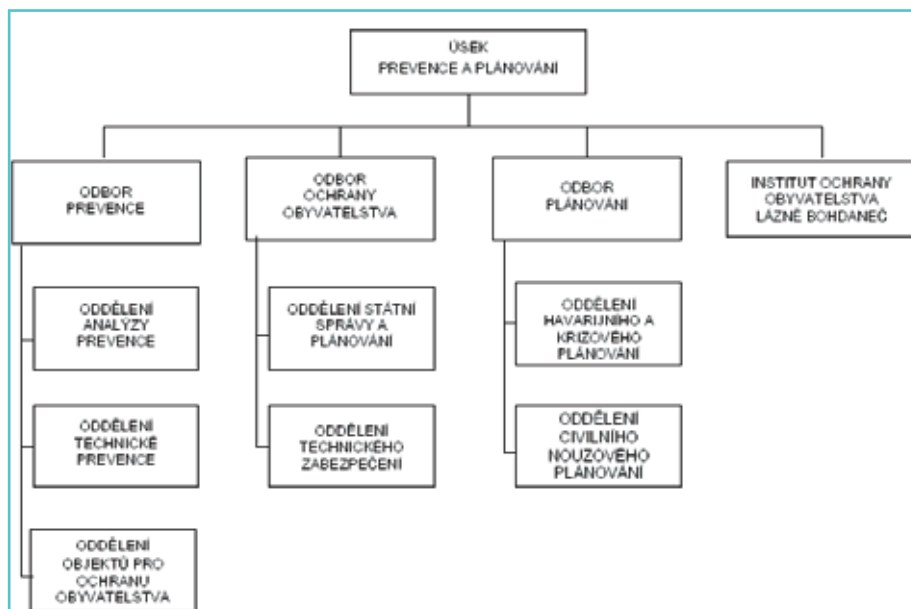 ÚSEK
PREVENCE A PLÁNOVÁNÍ
ODBOR
PREVENCE
ODBOR
OCHRANY
OBYVATELSTVA
ODBOR
PLÁNOVÁNÍ
INSTITUT OCHRANY
OBYVATELSTVA
LÁZNĚ BOHDANEČ
ODDĚLENÍ
ANALÝZY
PREVENCE
ODDĚLENÍ STÁTNÍ
SPRÁVY A
PLÁNOVÁNÍ
ODDĚLENÍ
HAVARIJNÍHO A
KRIZOVÉHO
PLÁNOVÁNÍ
ODDĚLENÍ
TECHNICKÉ
PREVENCE
ODDĚLENÍ
TECHNICKÉHO
ZABEZPEČENÍ
ODDĚLENÍ
CIVILNÍHO
NOUZOVÉHO
PLÁNOVÁNÍ
ODDĚLENÍ
OBJEKTŮ PRO
OCHRANU
OBYVATELSTVA